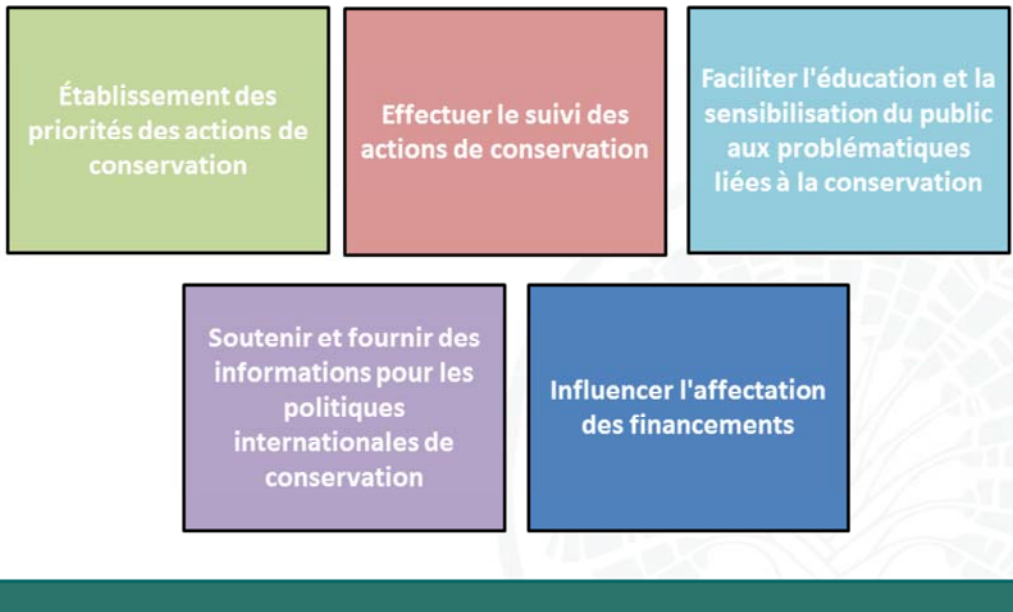 Établissement des
priorités des actions de
conservation
Effectuer le suivi des
actions de conservation
Faciliter l'éducation et la
sensibilisation du public
aux problématiques
liées à la conservation
Soutenir et fournir des
informations pour les
politiques
internationales de
conservation
Influencer l'affectation
des financements